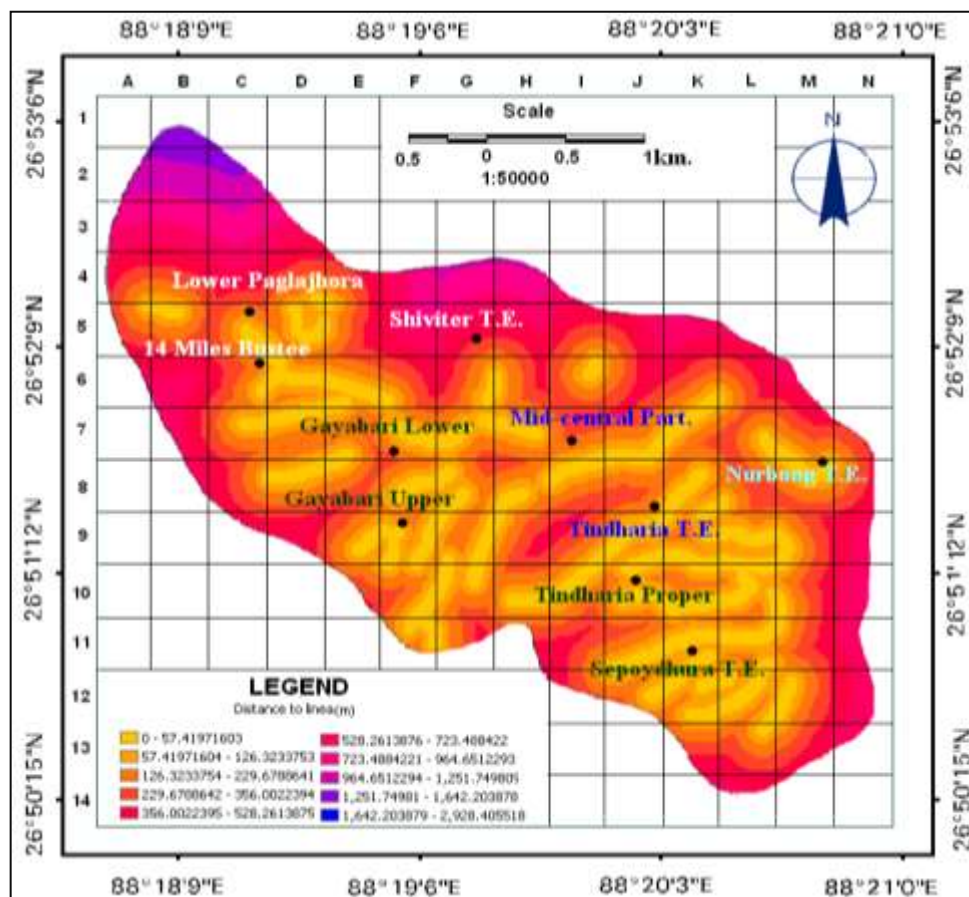 88°18'9"E 88°19'6"E 88°20'3"E 88°21'0"E
A B C D E F G H I J K L M N
26°53'6"N
26°52'9"N
26°51'12"N
26°50'15"N
1
2
3
4
5
6
7
8
9
10
11
12
13
14
Scale
0.5 0 0.5 1km.
1:50000
N
26°53'6"N
26°52'9"N
26°51'12"N
26°50'15"N
Lower Paglajhora
Shiviter T.E.
14 Miles Bustee
Mid-central Part.
Gayabari Lower
Nurbong T.E.
Gayabari Upper
Tindharia T.E.
Tindharia Proper
Sepoydhura T.E.
LEGEND
Distance to linea(m)
0 - 57.41971603
57.41971604 - 126.3233753
126.3233754 - 229.6788641
229.6788642 - 356.0022394
356.0022395 - 528.2613875
528.2613876 - 723.488422
723.4884221 - 964.6512293
964.6512294 - 1,251.749805
1,251.74981 - 1,642.203878
1,642.203879 - 2,928.405518
88°18'9"E 88°19'6"E 88°20'3"E 88°21'0"E